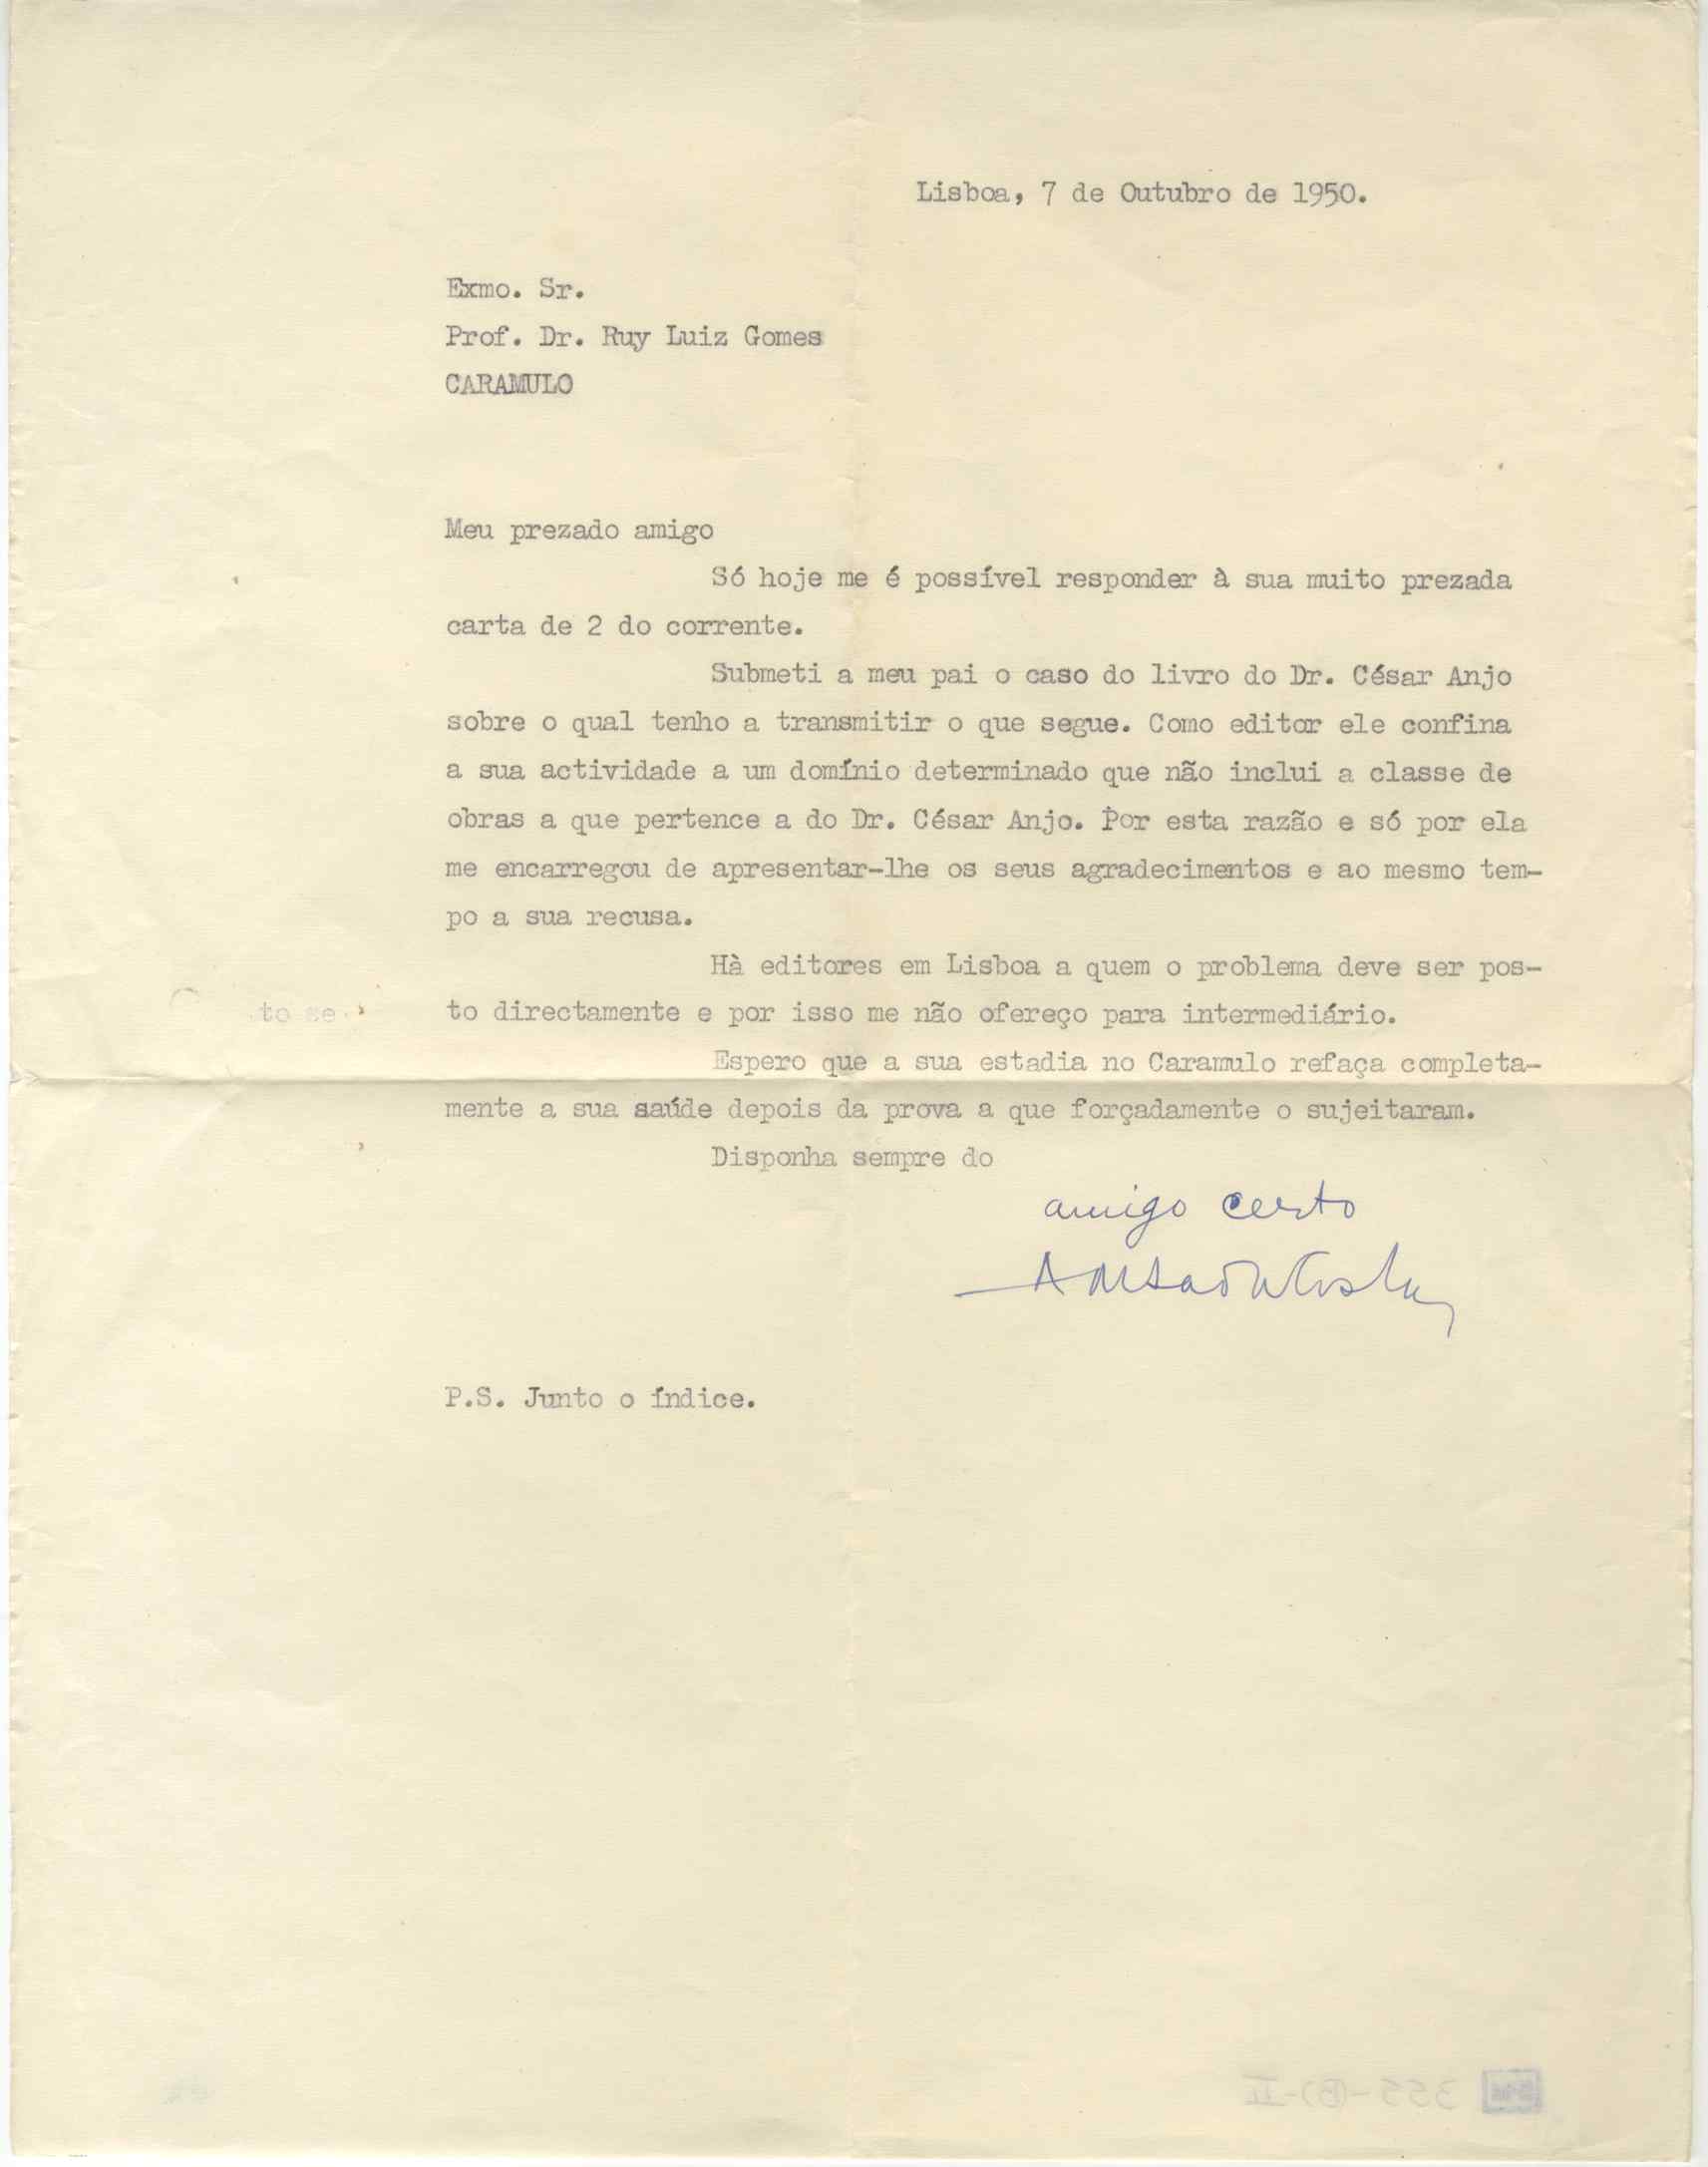 Lisboa, 7 de Outubro de 1950.
Exmo. Sr.
Prof. Dr. Ruy Luiz Gomes
CARAMULO
Meu prezado amigo
Só hoje me é possível responder à sua muito prezada
carta de 2 do corrente.
Submeti a meu pai o caso do livro do Dr. César Anjo
sobre o qual tenho a transmitir o que segue. Como editor ele confina
a sua actividade a um domínio determinado que não inclui a classe de
obras a que pertence a do Dr. César Anjo. Por esta razão e só por ela
me encarregou de apresentar-lhe os seus agradecimentos e ao mesmo tem-
po a sua recusa.
Hà editores em Lisboa a quem o problema deve ser pos-
to se
to directamente e por isso me não ofereço para intermediário.
Espero que a sua estadia no Caramulo refaça completa-
mente a sua saúde depois da prova a que forçadamente o sujeitaram.
Disponha sempre do
amigo certo
P.S. Junto o índice.
355-(B)-II